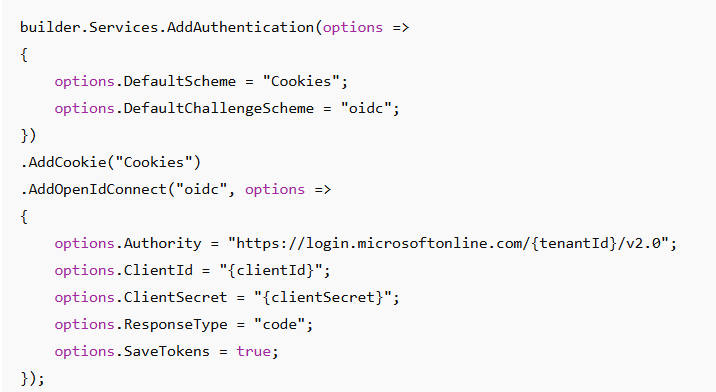 builder.Services.AddAuthentication(options =>
{
    options.DefaultScheme = "Cookies";
    options.DefaultChallengeScheme = "oidc";
})
.AddCookie("Cookies")
.AddOpenIdConnect("oidc", options =>
{
    options.Authority = "https://login.microsoftonline.com/{tenantId}/v2.0";
    options.ClientId = "{clientId}";
    options.ClientSecret = "{clientSecret}";
    options.ResponseType = "code";
    options.SaveTokens = true;
});